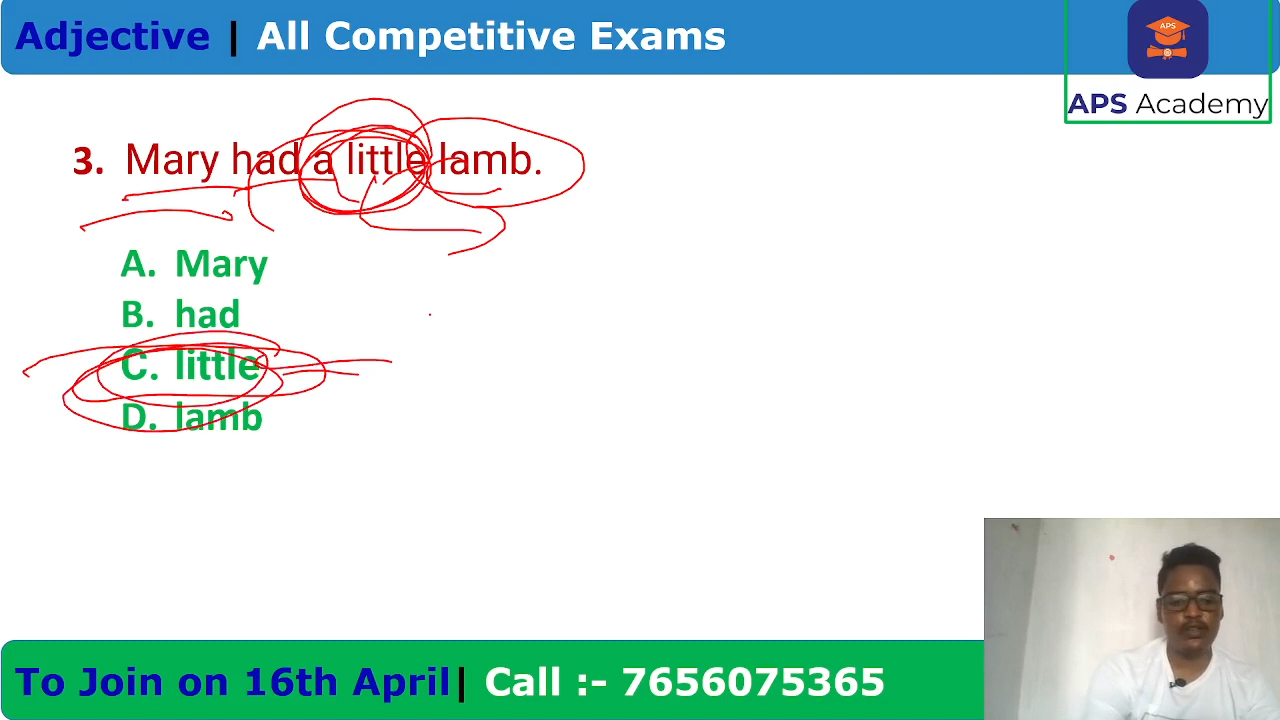 Adjective | All Competitive Exams
APS
APS Academy
3. Mary had a little lamb.
A. Mary
B. had
C. little
D. lamb
To Join on 16th April| Call :- 7656075365